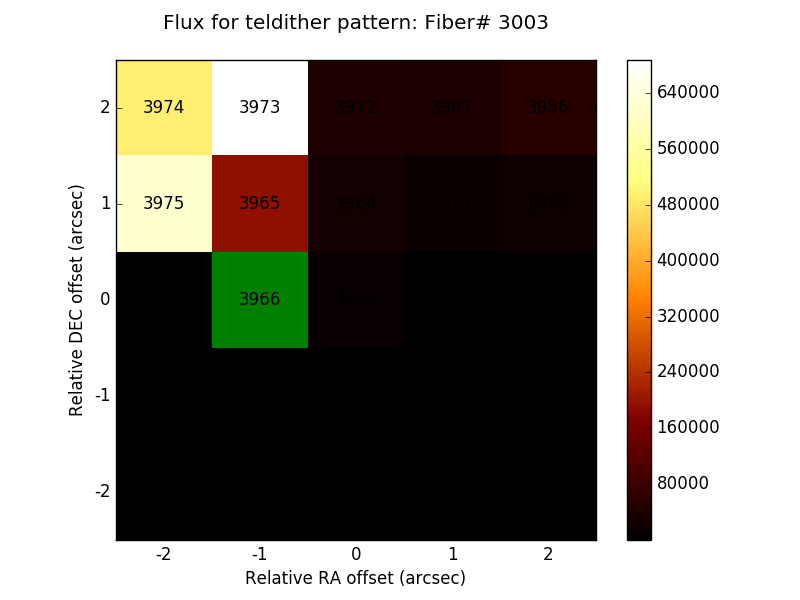 Flux for teldither pattern: Fiber# 3003
Relative DEC offset (arcsec)
2
1
0
-1
-2
3974 3973 3972 3987 3986
3975 3965 3964 3985
3966
-2 -1 0 1 2
Relative RA offset (arcsec)
640000
560000
480000
400000
320000
240000
160000
80000